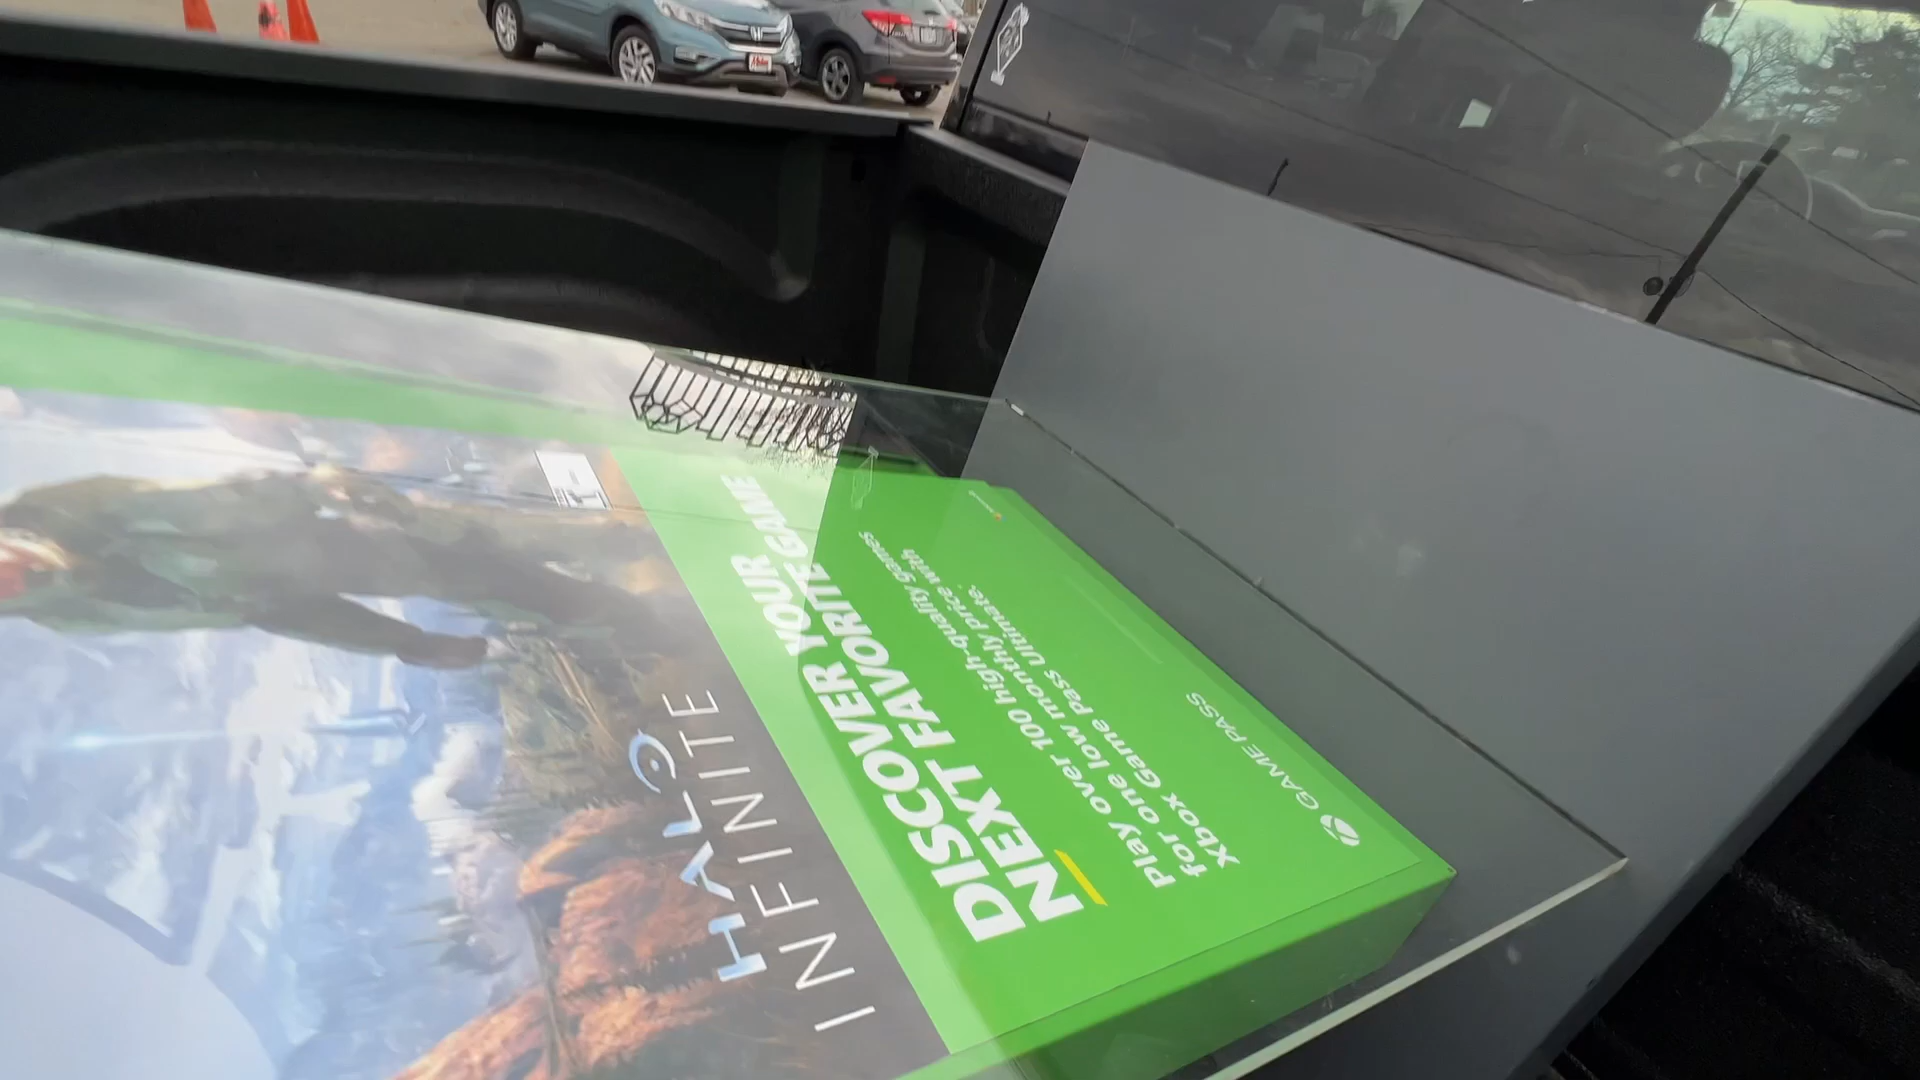 HALO
INFINITE
DISCOVER YOUR
NEXT FAVORITE GAME
Play over 100 high-quality games
for one low monthly price with
Xbox Game Pass Ultimate.
GAME PASS